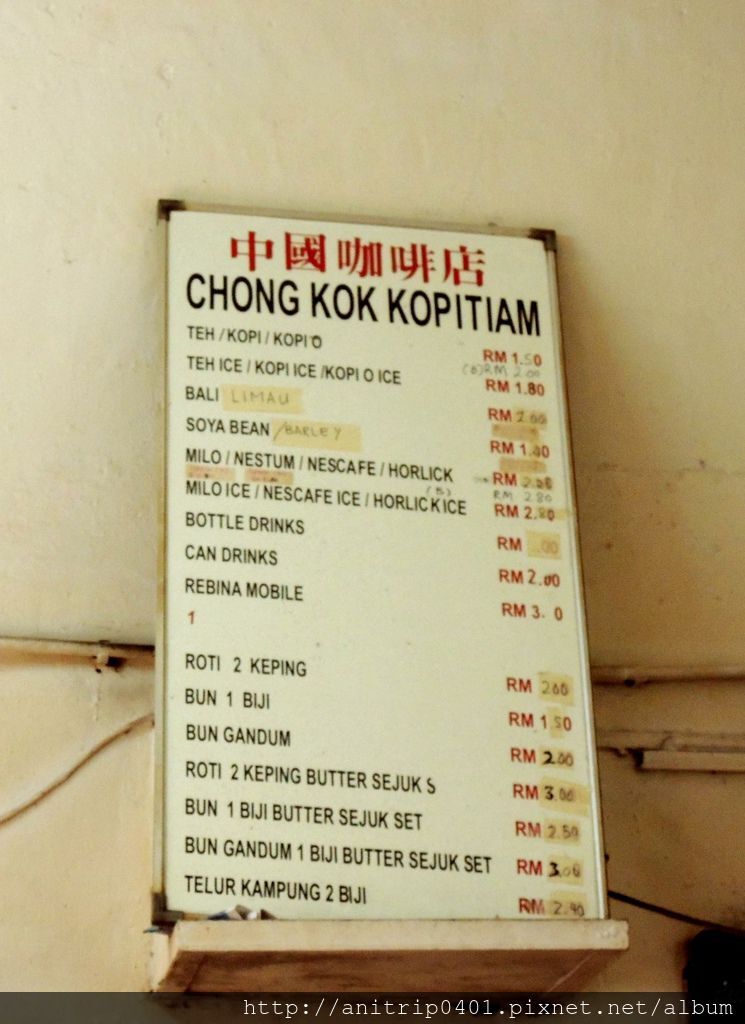 中國咖啡店
CHONG KOK KOPITIAM
TEH / KOPI / KOPI O RM 1.50
(B) RM 2.00
TEH ICE / KOPI ICE / KOPI O ICE RM 1.80
BALI LIMAU RM 2.00
SOYA BEAN / BARLEY RM
MILO / NESTUM / NESCAFE / HORLICK RM
(B) RM 2.80
MILO ICE / NESCAFE ICE / HORLICK ICE RM 2.80
BOTTLE DRINKS RM
CAN DRINKS RM 2.00
REBINA MOBILE RM 3. 0
1
ROTI 2 KEPING RM 200
BUN 1 BIJI RM 1 50
BUN GANDUM RM 2.00
ROTI 2 KEPING BUTTER SEJUK S RM 3.00
BUN 1 BIJI BUTTER SEJUK SET RM 2.50
BUN GANDUM 1 BIJI BUTTER SEJUK SET RM 3.00
TELUR KAMPUNG 2 BIJI RM 2.40
http://anitrip0401.pixnet.net/album